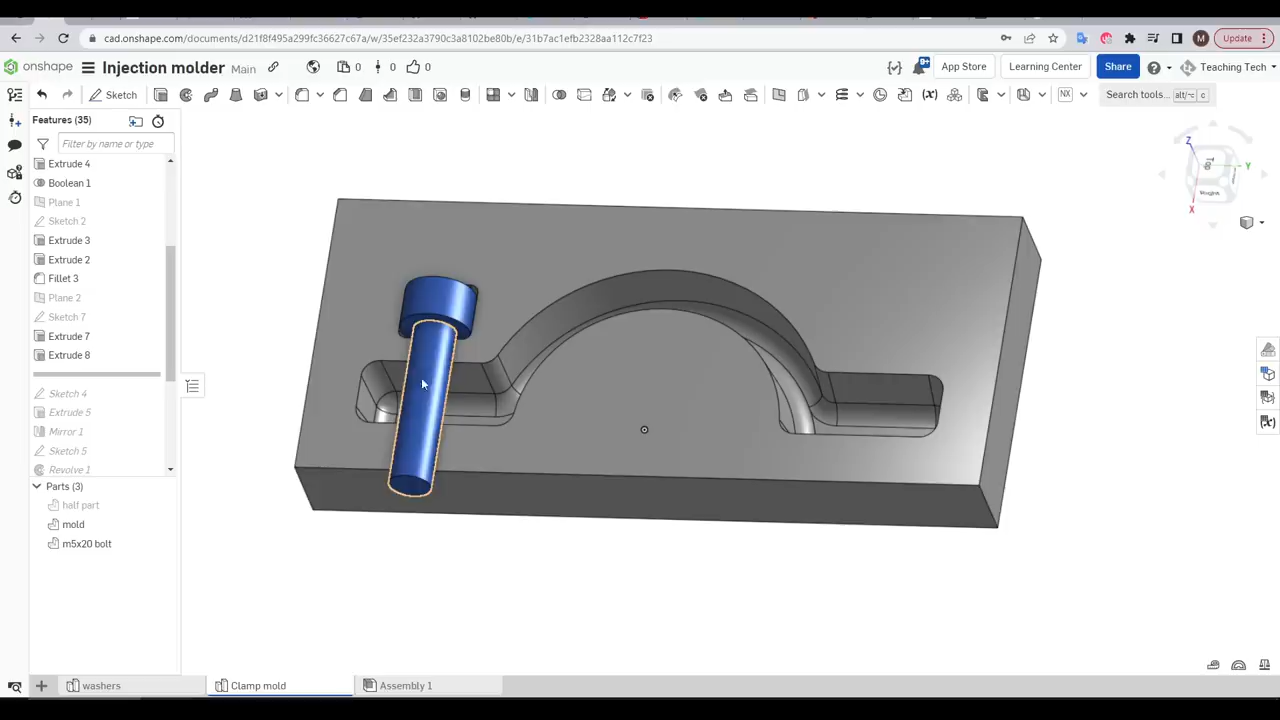 cad.onshape.com/documents/d21f8f495a299fc36627c67a/w/35ef232a3790c3a8102be80b/e/31b7ac1efb2328aa112c7f23
M
Update
onshape
Injection molder
Main
0
0
0
9+
App Store
Learning Center
Share
Teaching Tech
Sketch
(x)
NX
Search tools...
alt/⌥
c
Features (35)
Filter by name or type
Extrude 4
Boolean 1
Plane 1
Sketch 2
Extrude 3
Extrude 2
Fillet 3
Plane 2
Sketch 7
Extrude 7
Extrude 8
Sketch 4
Extrude 5
Mirror 1
Sketch 5
Revolve 1
Parts (3)
half part
mold
m5x20 bolt
Z
Y
X
washers
Clamp mold
Assembly 1